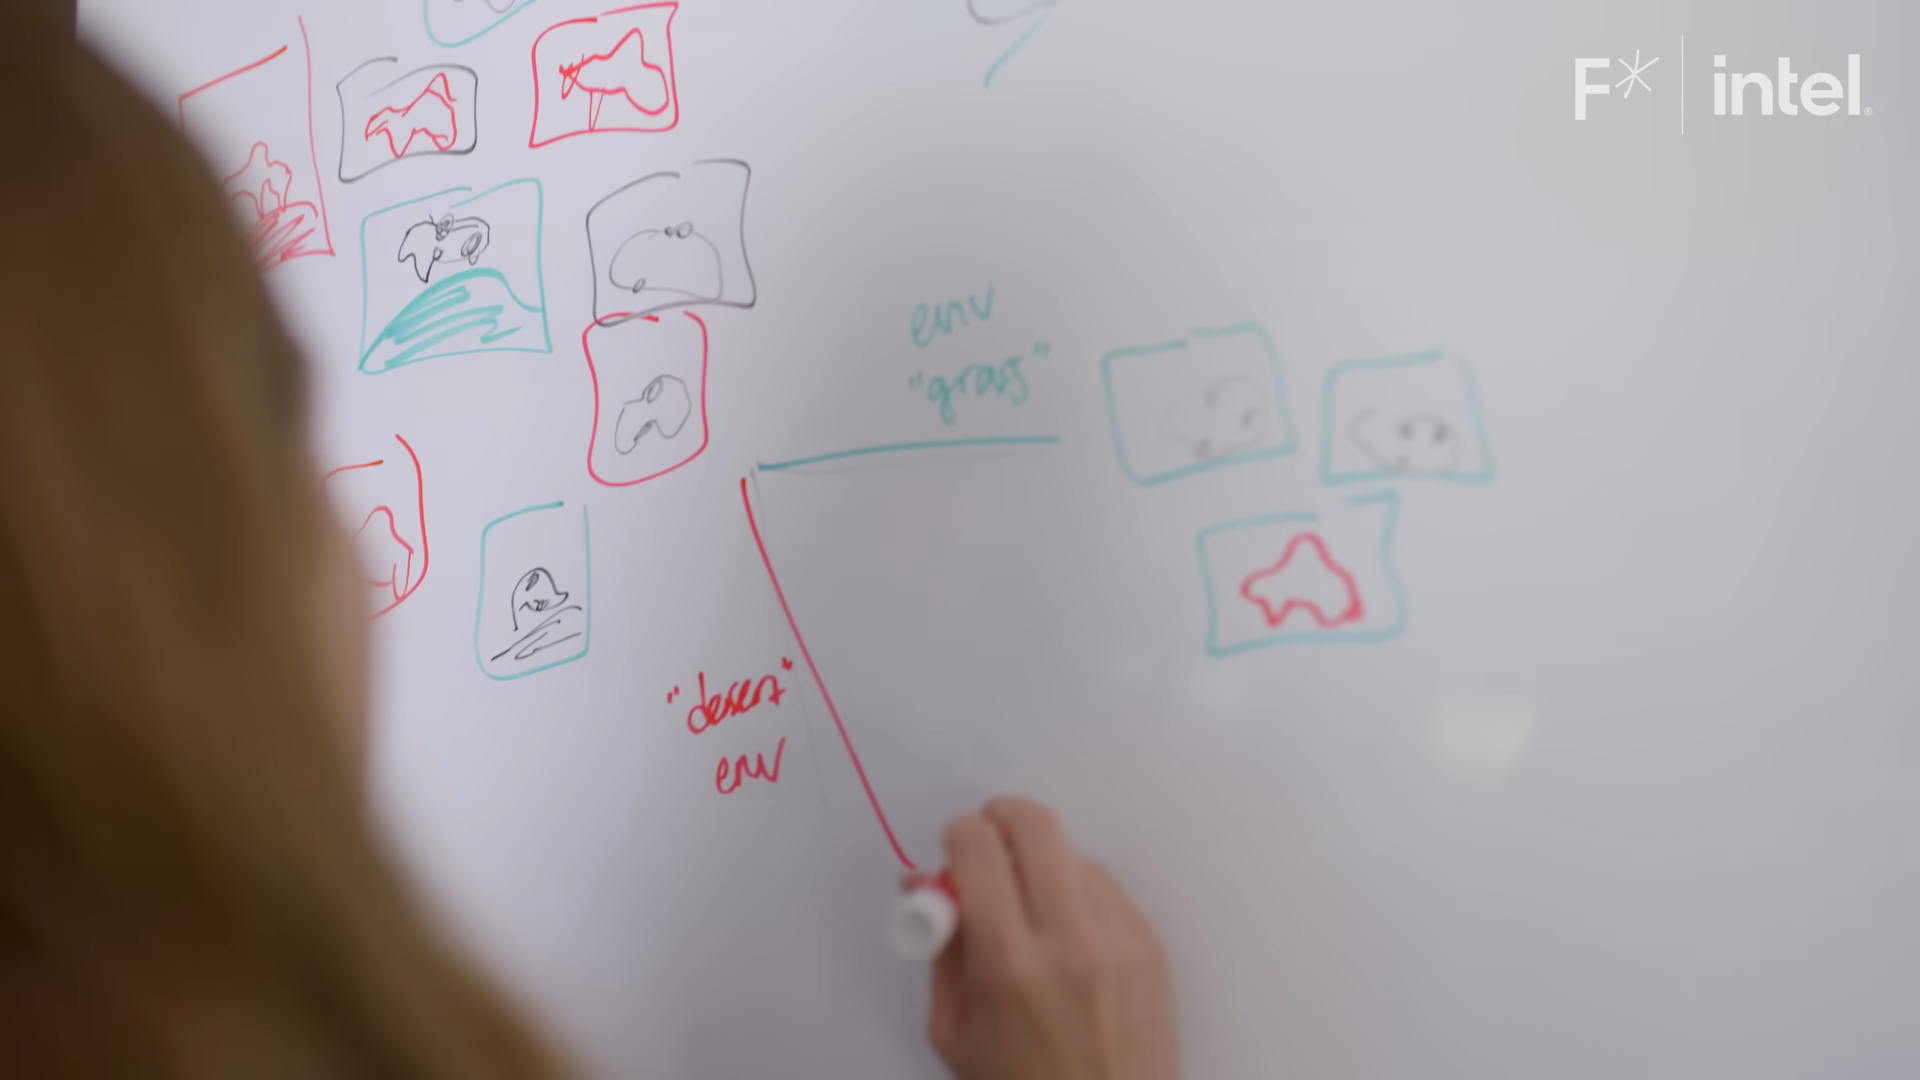 F* intel
env
"grass"
"desert"
env